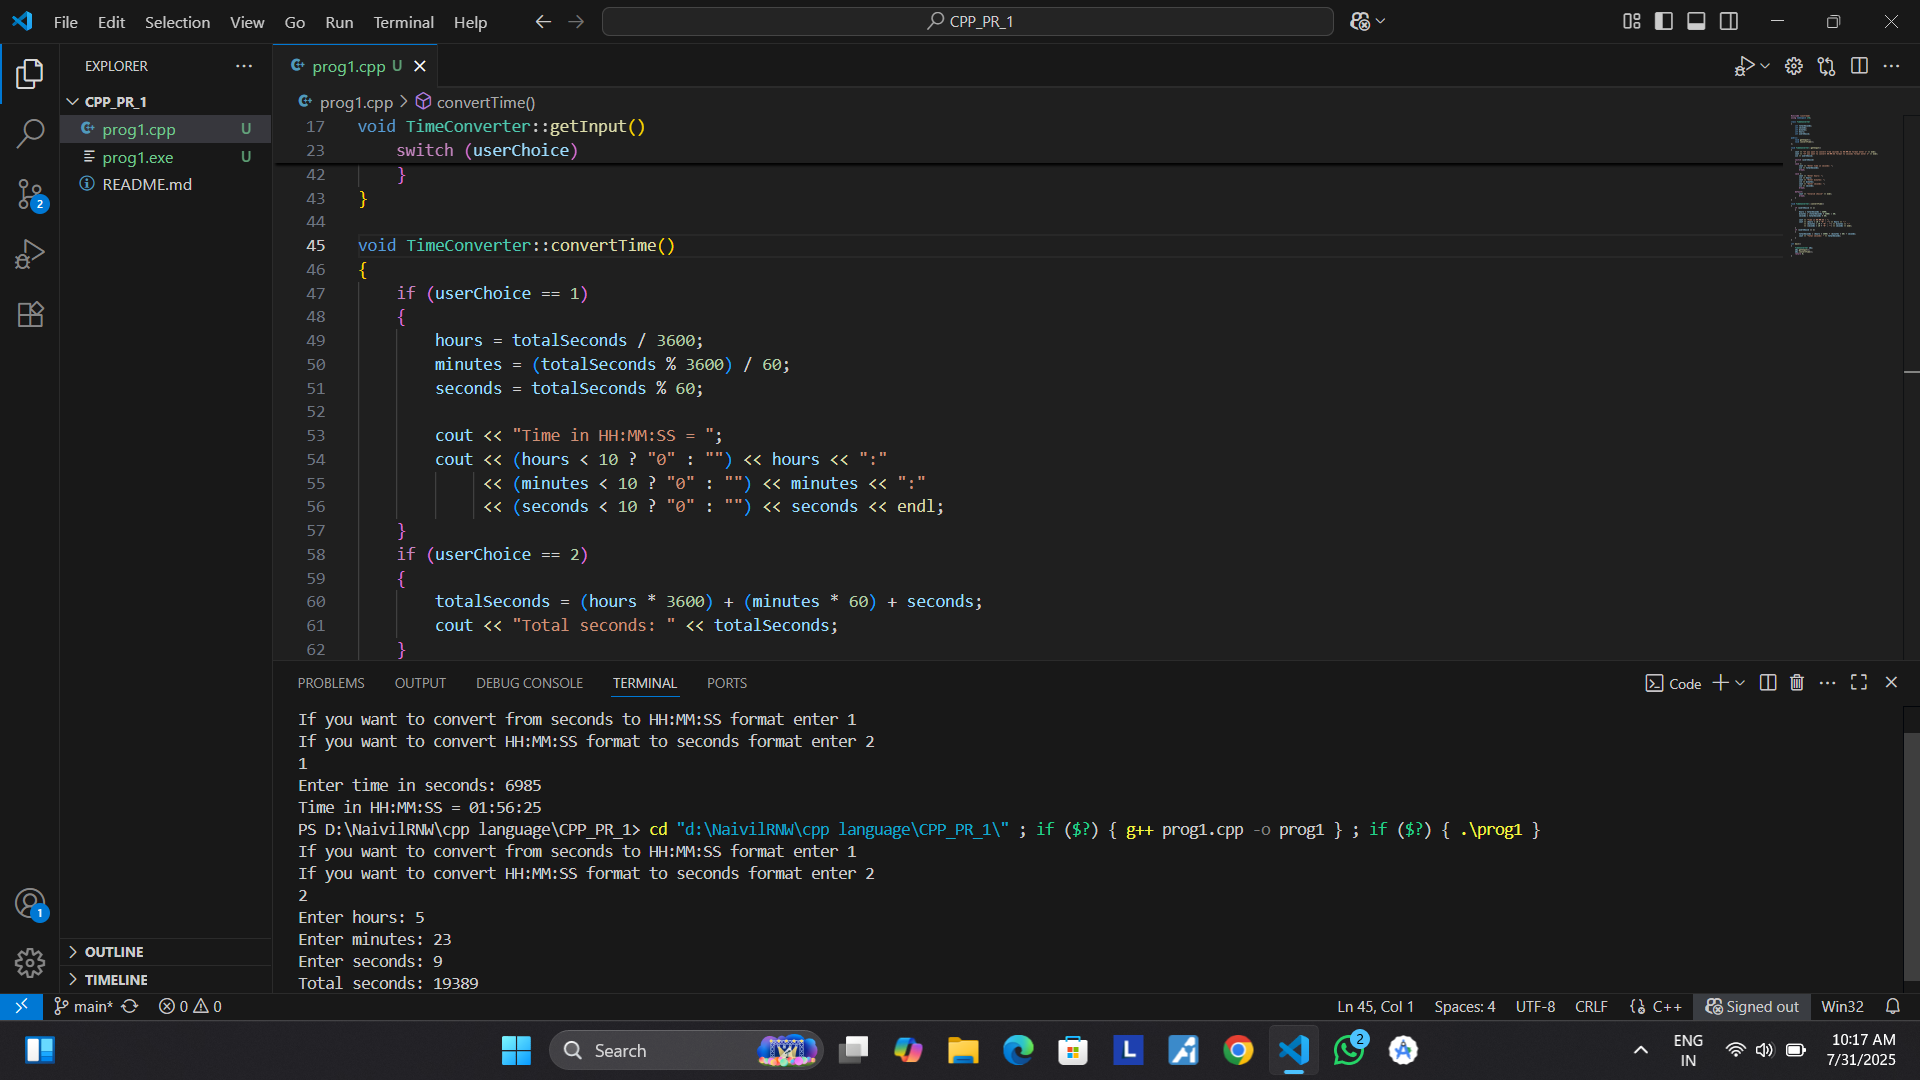 File Edit Selection View Go Run Terminal Help
CPP_PR_1
EXPLORER
CPP_PR_1
prog1.cpp U
prog1.exe U
README.md
OUTLINE
TIMELINE
2
1
prog1.cpp U
prog1.cpp > convertTime()
17 void TimeConverter::getInput()
23 switch (userChoice)
42 }
43 }
44
45 void TimeConverter::convertTime()
46 {
47 if (userChoice == 1)
48 {
49 hours = totalSeconds / 3600;
50 minutes = (totalSeconds % 3600) / 60;
51 seconds = totalSeconds % 60;
52
53 cout << "Time in HH:MM:SS = ";
54 cout << (hours < 10 ? "0" : "") << hours << ":"
55 << (minutes < 10 ? "0" : "") << minutes << ":"
56 << (seconds < 10 ? "0" : "") << seconds << endl;
57 }
58 if (userChoice == 2)
59 {
60 totalSeconds = (hours * 3600) + (minutes * 60) + seconds;
61 cout << "Total seconds: " << totalSeconds;
62 }
PROBLEMS OUTPUT DEBUG CONSOLE TERMINAL PORTS
Code
If you want to convert from seconds to HH:MM:SS format enter 1
If you want to convert HH:MM:SS format to seconds format enter 2
1
Enter time in seconds: 6985
Time in HH:MM:SS = 01:56:25
PS D:\NaivilRNW\cpp language\CPP_PR_1> cd "d:\NaivilRNW\cpp language\CPP_PR_1\" ; if ($?) { g++ prog1.cpp -o prog1 } ; if ($?) { .\prog1 }
If you want to convert from seconds to HH:MM:SS format enter 1
If you want to convert HH:MM:SS format to seconds format enter 2
2
Enter hours: 5
Enter minutes: 23
Enter seconds: 9
Total seconds: 19389
main* 0 0
Ln 45, Col 1 Spaces: 4 UTF-8 CRLF {} C++ Signed out Win32
Search
L
2
ENG
IN
10:17 AM
7/31/2025